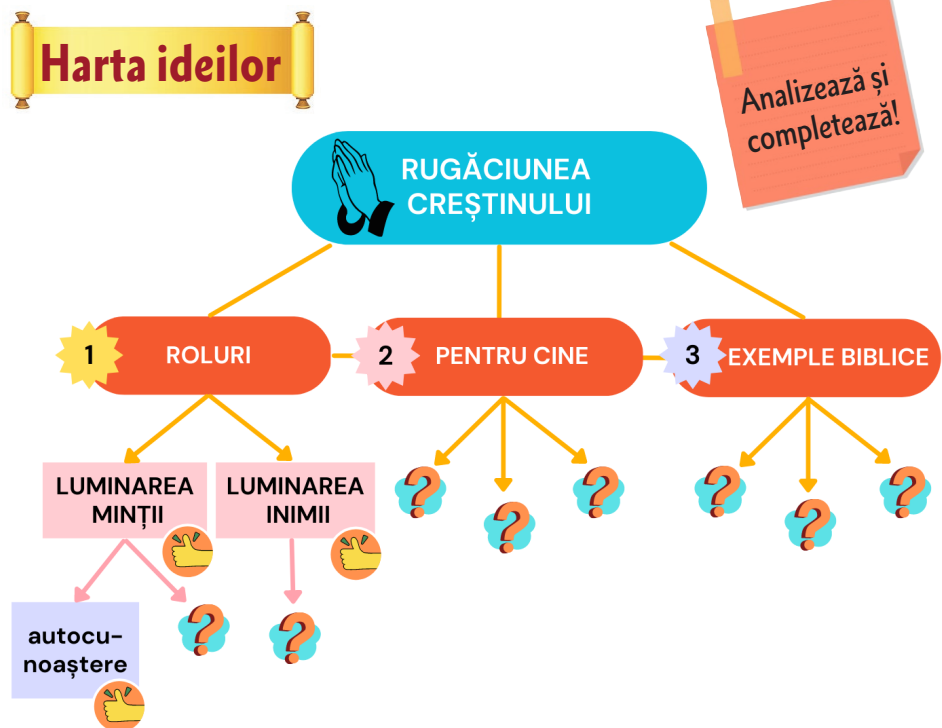 Harta ideilor
Analizează și
completează!
RUGĂCIUNEA
CREȘTINULUI
1
ROLURI
2
PENTRU CINE
3
EXEMPLE BIBLICE
LUMINAREA
MINȚII
LUMINAREA
INIMII
?
?
?
?
?
?
autocu-
noaștere
?
?